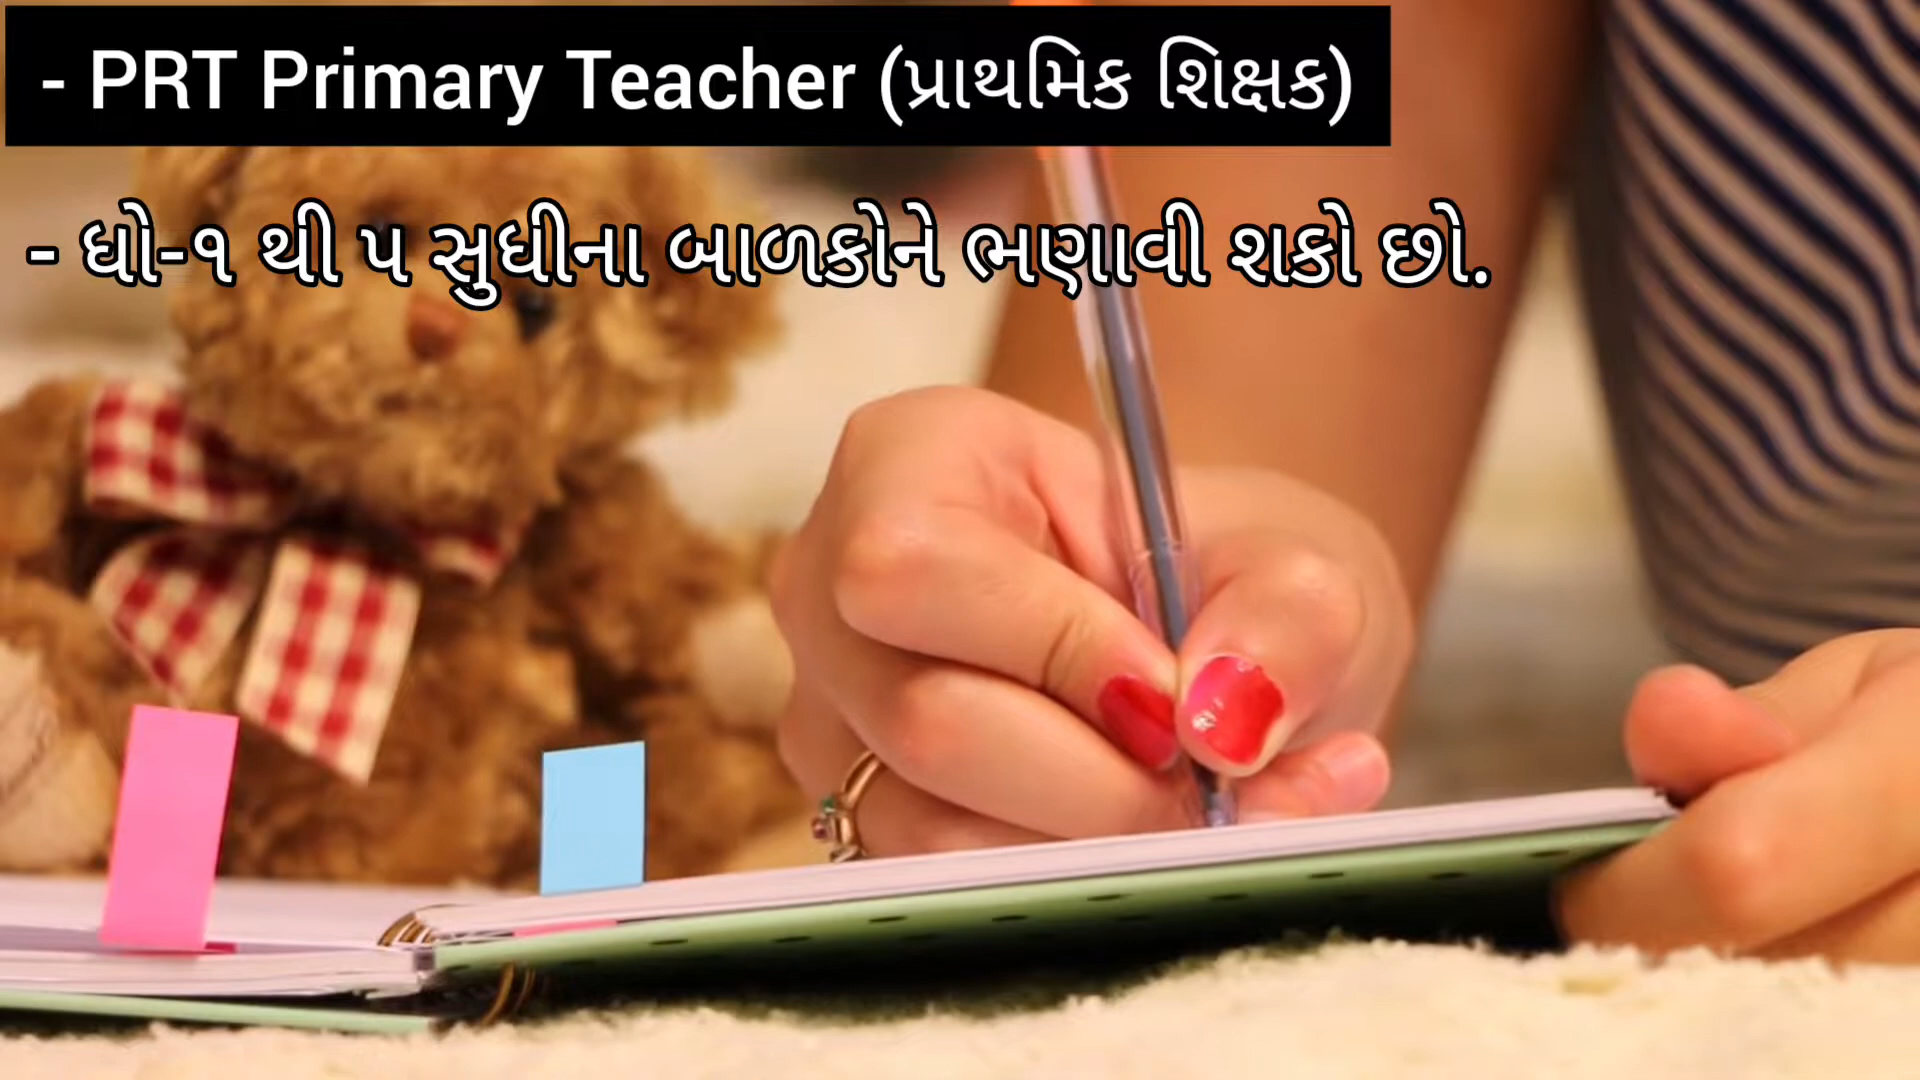 - PRT Primary Teacher (પ્રાથમિક શિક્ષક)
- ધો-૧ થી ૫ સુધીના બાળકોને ભણાવી શકો છો.